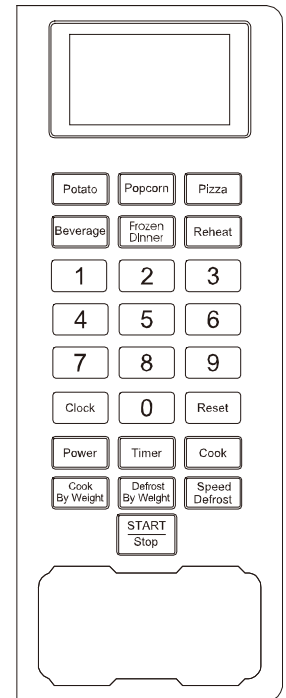 Potato Popcorn Pizza
Beverage Frozen Dinner Reheat
1 2 3
4 5 6
7 8 9
Clock 0 Reset
Power Timer Cook
Cook By Weight Defrost By Weight Speed Defrost
START
Stop